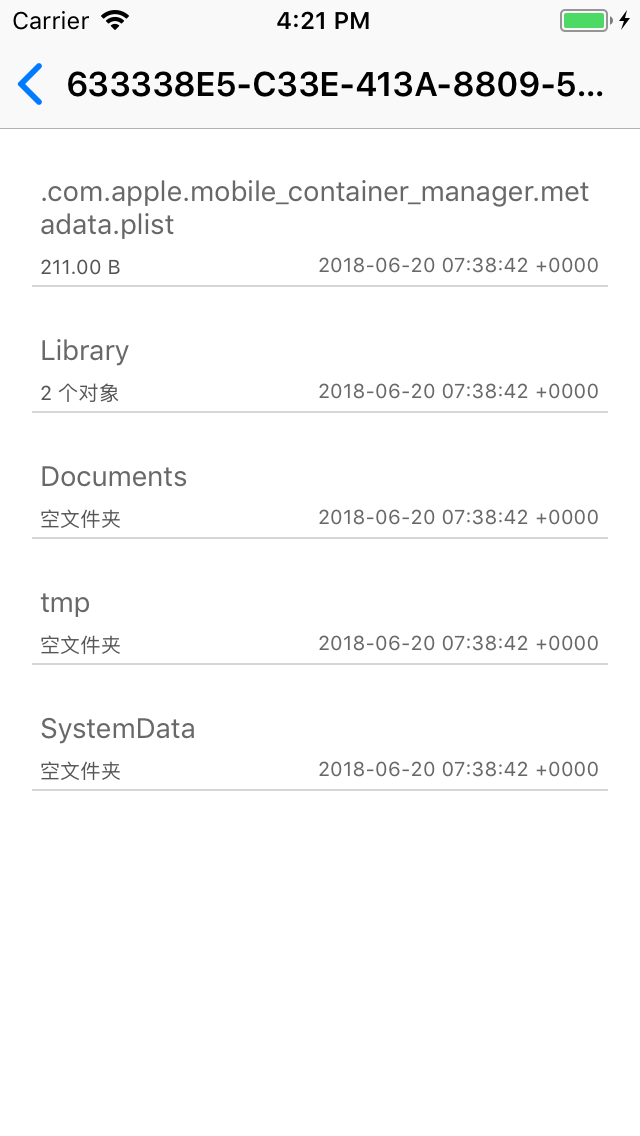 Carrier 4:21 PM
633338E5-C33E-413A-8809-5...
.com.apple.mobile_container_manager.met
adata.plist
211.00 B 2018-06-20 07:38:42 +0000
Library
2 个对象 2018-06-20 07:38:42 +0000
Documents
空文件夹 2018-06-20 07:38:42 +0000
tmp
空文件夹 2018-06-20 07:38:42 +0000
SystemData
空文件夹 2018-06-20 07:38:42 +0000